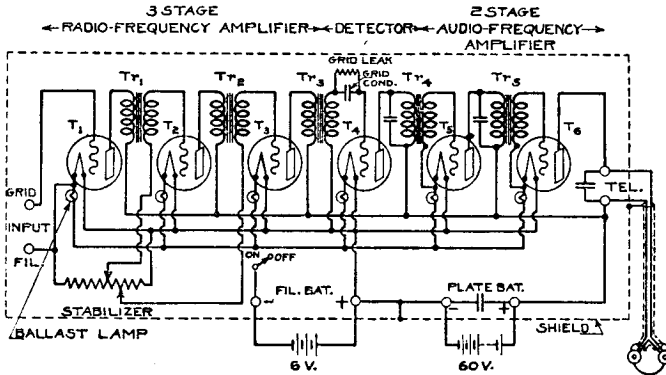 3 STAGE
RADIO-FREQUENCY AMPLIFIER
DETECTOR
2 STAGE
AUDIO-FREQUENCY
AMPLIFIER
GRID LEAK
GRID
COND.
Tr1
Tr2
Tr3
Tr4
Tr5
T1
T2
T3
T4
T5
T6
GRID
INPUT
FIL.
TEL.
ON
OFF
STABILIZER
BALLAST LAMP
- FIL. BAT. +
- PLATE BAT. +
SHIELD
6 V.
60 V.